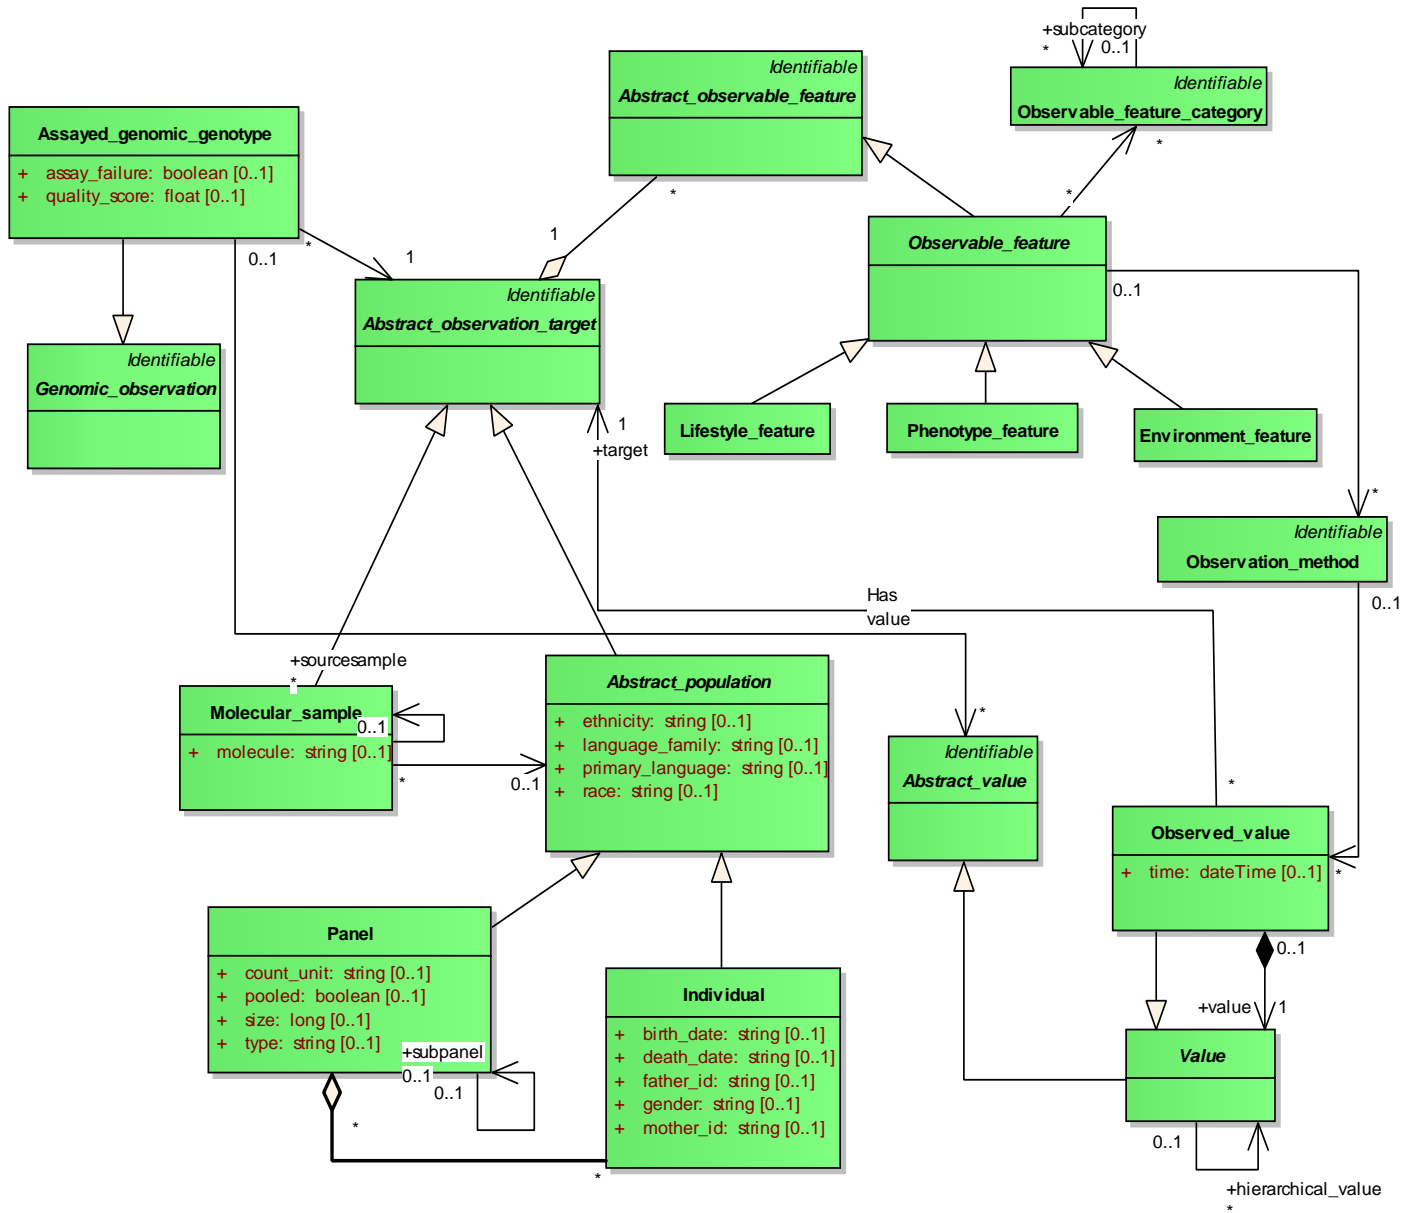 +subcategory
*
0..1
Identifiable
Observable_feature_category
*
*
Identifiable
Abstract_observable_feature
*
1
Assayed_genomic_genotype
+ assay_failure: boolean [0..1]
+ quality_score: float [0..1]
0..1
*
1
Identifiable
Abstract_observation_target
Identifiable
Genomic_observation
Observable_feature
0..1
*
Lifestyle_feature
Phenotype_feature
Environment_feature
1
+target
Identifiable
Observation_method
0..1
Has
value
+sourcesample
*
Molecular_sample
0..1
+ molecule: string [0..1]
*
0..1
Abstract_population
+ ethnicity: string [0..1]
+ language_family: string [0..1]
+ primary_language: string [0..1]
+ race: string [0..1]
*
Identifiable
Abstract_value
*
Observed_value
+ time: dateTime [0..1]
*
0..1
+value
1
Value
0..1
+hierarchical_value
*
Panel
+ count_unit: string [0..1]
+ pooled: boolean [0..1]
+ size: long [0..1]
+ type: string [0..1]
+subpanel
0..1
0..1
*
*
Individual
+ birth_date: string [0..1]
+ death_date: string [0..1]
+ father_id: string [0..1]
+ gender: string [0..1]
+ mother_id: string [0..1]